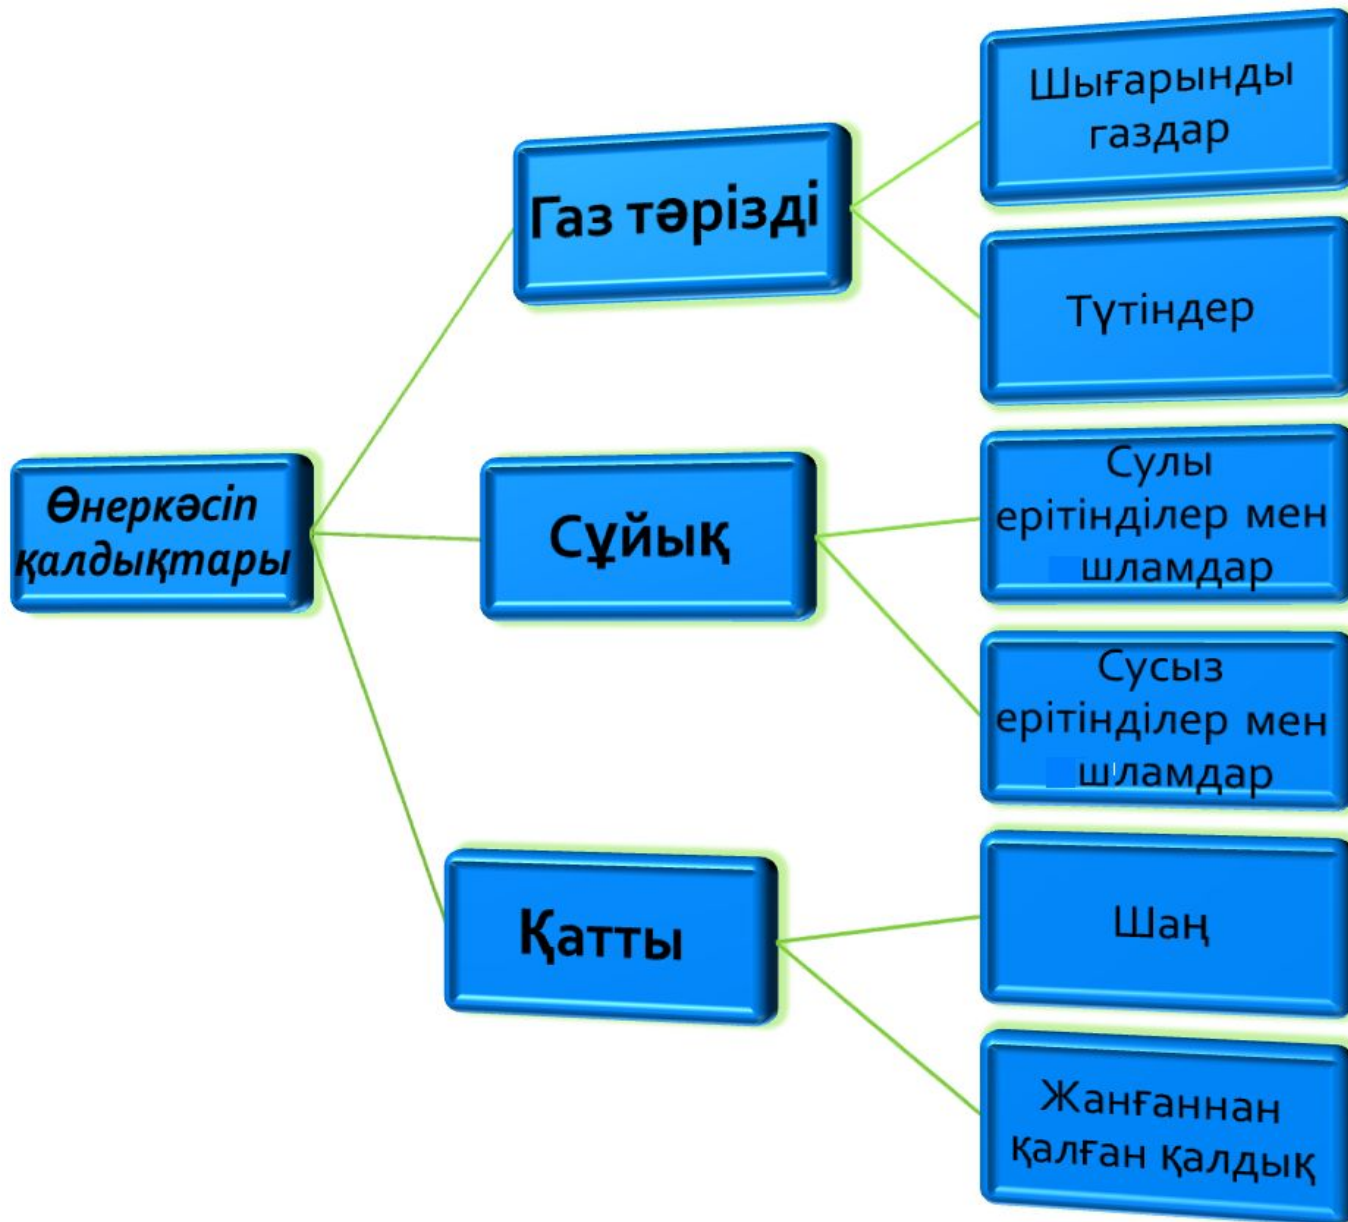 Өнеркәсіп
қалдықтары
Газ тәрізді
Шығарынды
газдар
Түтіндер
Сұйық
Сулы
ерітінділер мен
шламдар
Сусыз
ерітінділер мен
шламдар
Қатты
Шаң
Жанғаннан
қалған қалдық